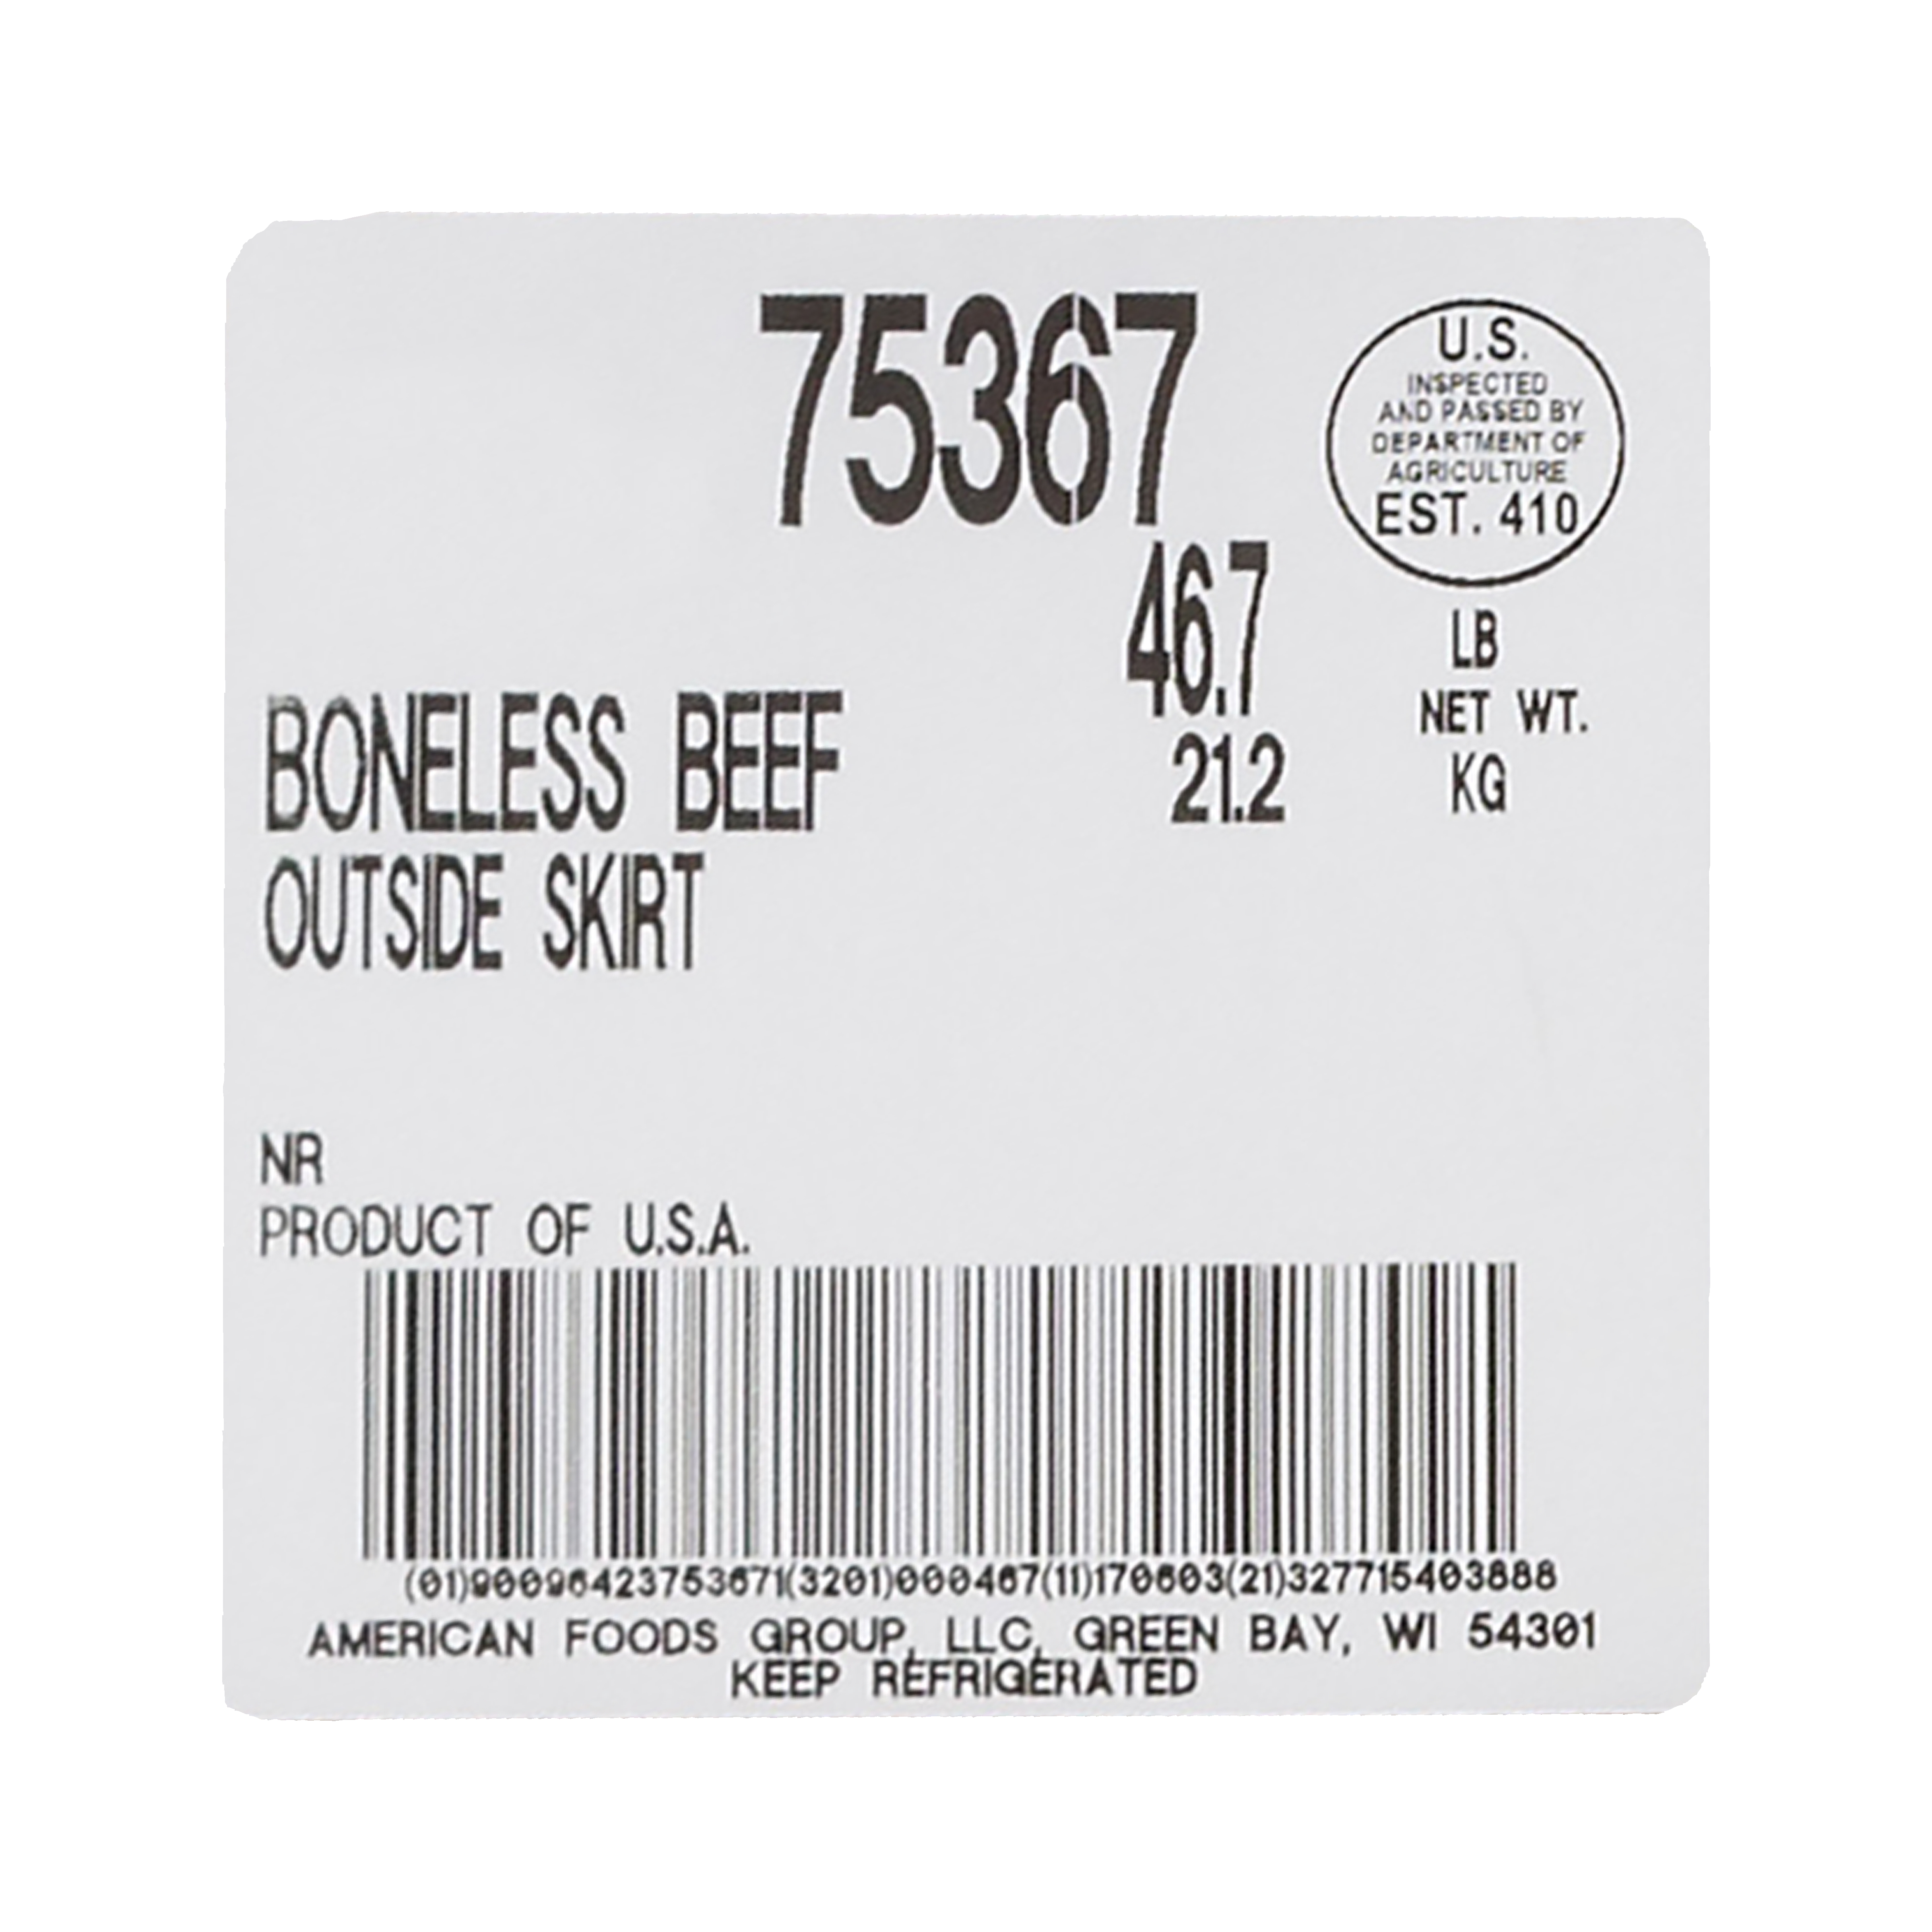 75367
U.S.
INSPECTED
AND PASSED BY
DEPARTMENT OF
AGRICULTURE
EST. 410
46.7 LB
NET WT.
21.2 KG
BONELESS BEEF
OUTSIDE SKIRT
NR
PRODUCT OF U.S.A.
(01)90096423753671(3201)000467(11)170603(21)327715403888
AMERICAN FOODS GROUP, LLC, GREEN BAY, WI 54301
KEEP REFRIGERATED